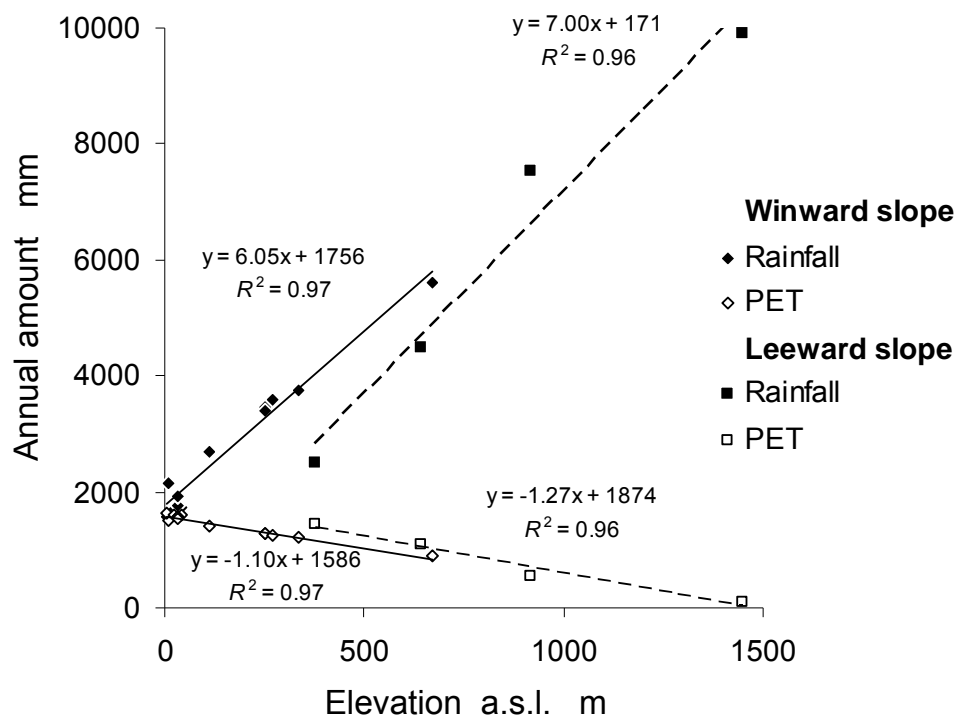 10000
8000
6000
4000
2000
0
Annual amount mm
0
500
1000
1500
Elevation a.s.l. m
y = 7.00x + 171
R² = 0.96
y = 6.05x + 1756
R² = 0.97
y = -1.27x + 1874
R² = 0.96
y = -1.10x + 1586
R² = 0.97
Winward slope
Rainfall
PET
Leeward slope
Rainfall
PET